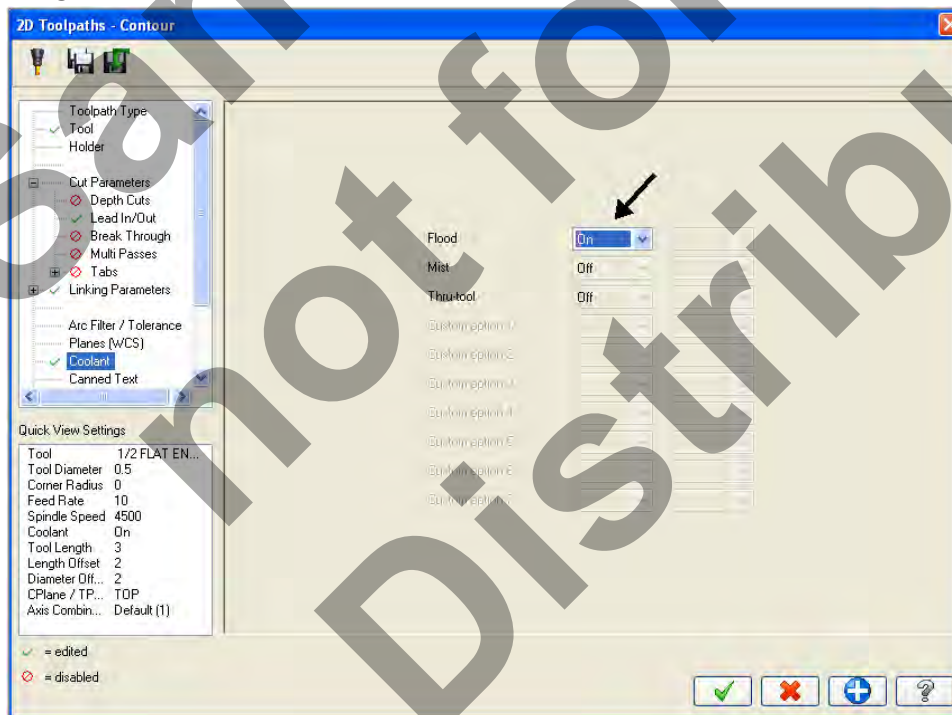 2D Toolpaths - Contour
Toolpath Type
Tool
Holder
Cut Parameters
Depth Cuts
Lead In/Out
Break Through
Multi Passes
Tabs
Linking Parameters
Arc Filter / Tolerance
Planes (WCS)
Coolant
Canned Text
Flood On
Mist Off
Thru-tool Off
Custom option 1
Custom option 2
Custom option 3
Custom option 4
Custom option 5
Custom option 6
Custom option 7
Quick View Settings
Tool 1/2 FLAT EN...
Tool Diameter 0.5
Corner Radius 0
Feed Rate 10
Spindle Speed 4500
Coolant On
Tool Length 3
Length Offset 2
Diameter Off... 2
CPlane / TP... TOP
Axis Combin... Default (1)
= edited
= disabled
not for
Distribu